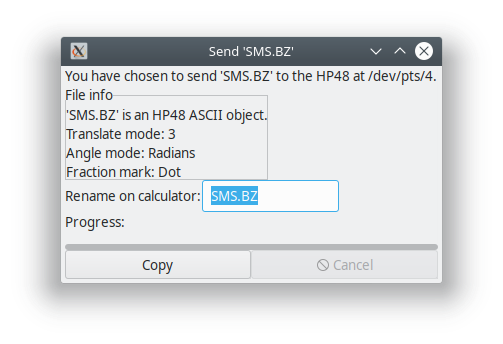 Send 'SMS.BZ'
You have chosen to send 'SMS.BZ' to the HP48 at /dev/pts/4.
File info
'SMS.BZ' is an HP48 ASCII object.
Translate mode: 3
Angle mode: Radians
Fraction mark: Dot
Rename on calculator: SMS.BZ
Progress:
Copy Cancel